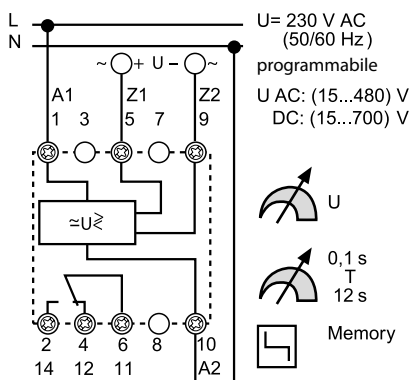 L
U= 230 V AC
N
(50/60 Hz)
~ + U – ~
programmabile
A1 Z1 Z2
U AC: (15...480) V
1 3 5 7 9
DC: (15...700) V
≃U≷
U
0,1 s
T
12 s
2 4 6 8 10
Memory
14 12 11 A2